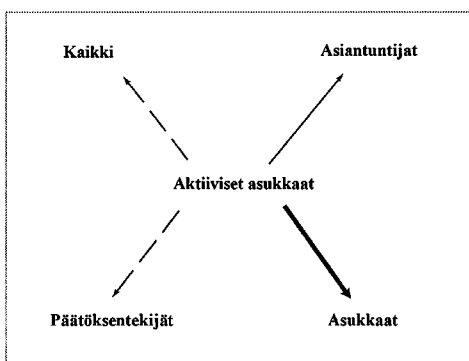 Kaikki
Asiantuntijat
Aktiiviset asukkaat
Päätöksentekijät
Asukkaat